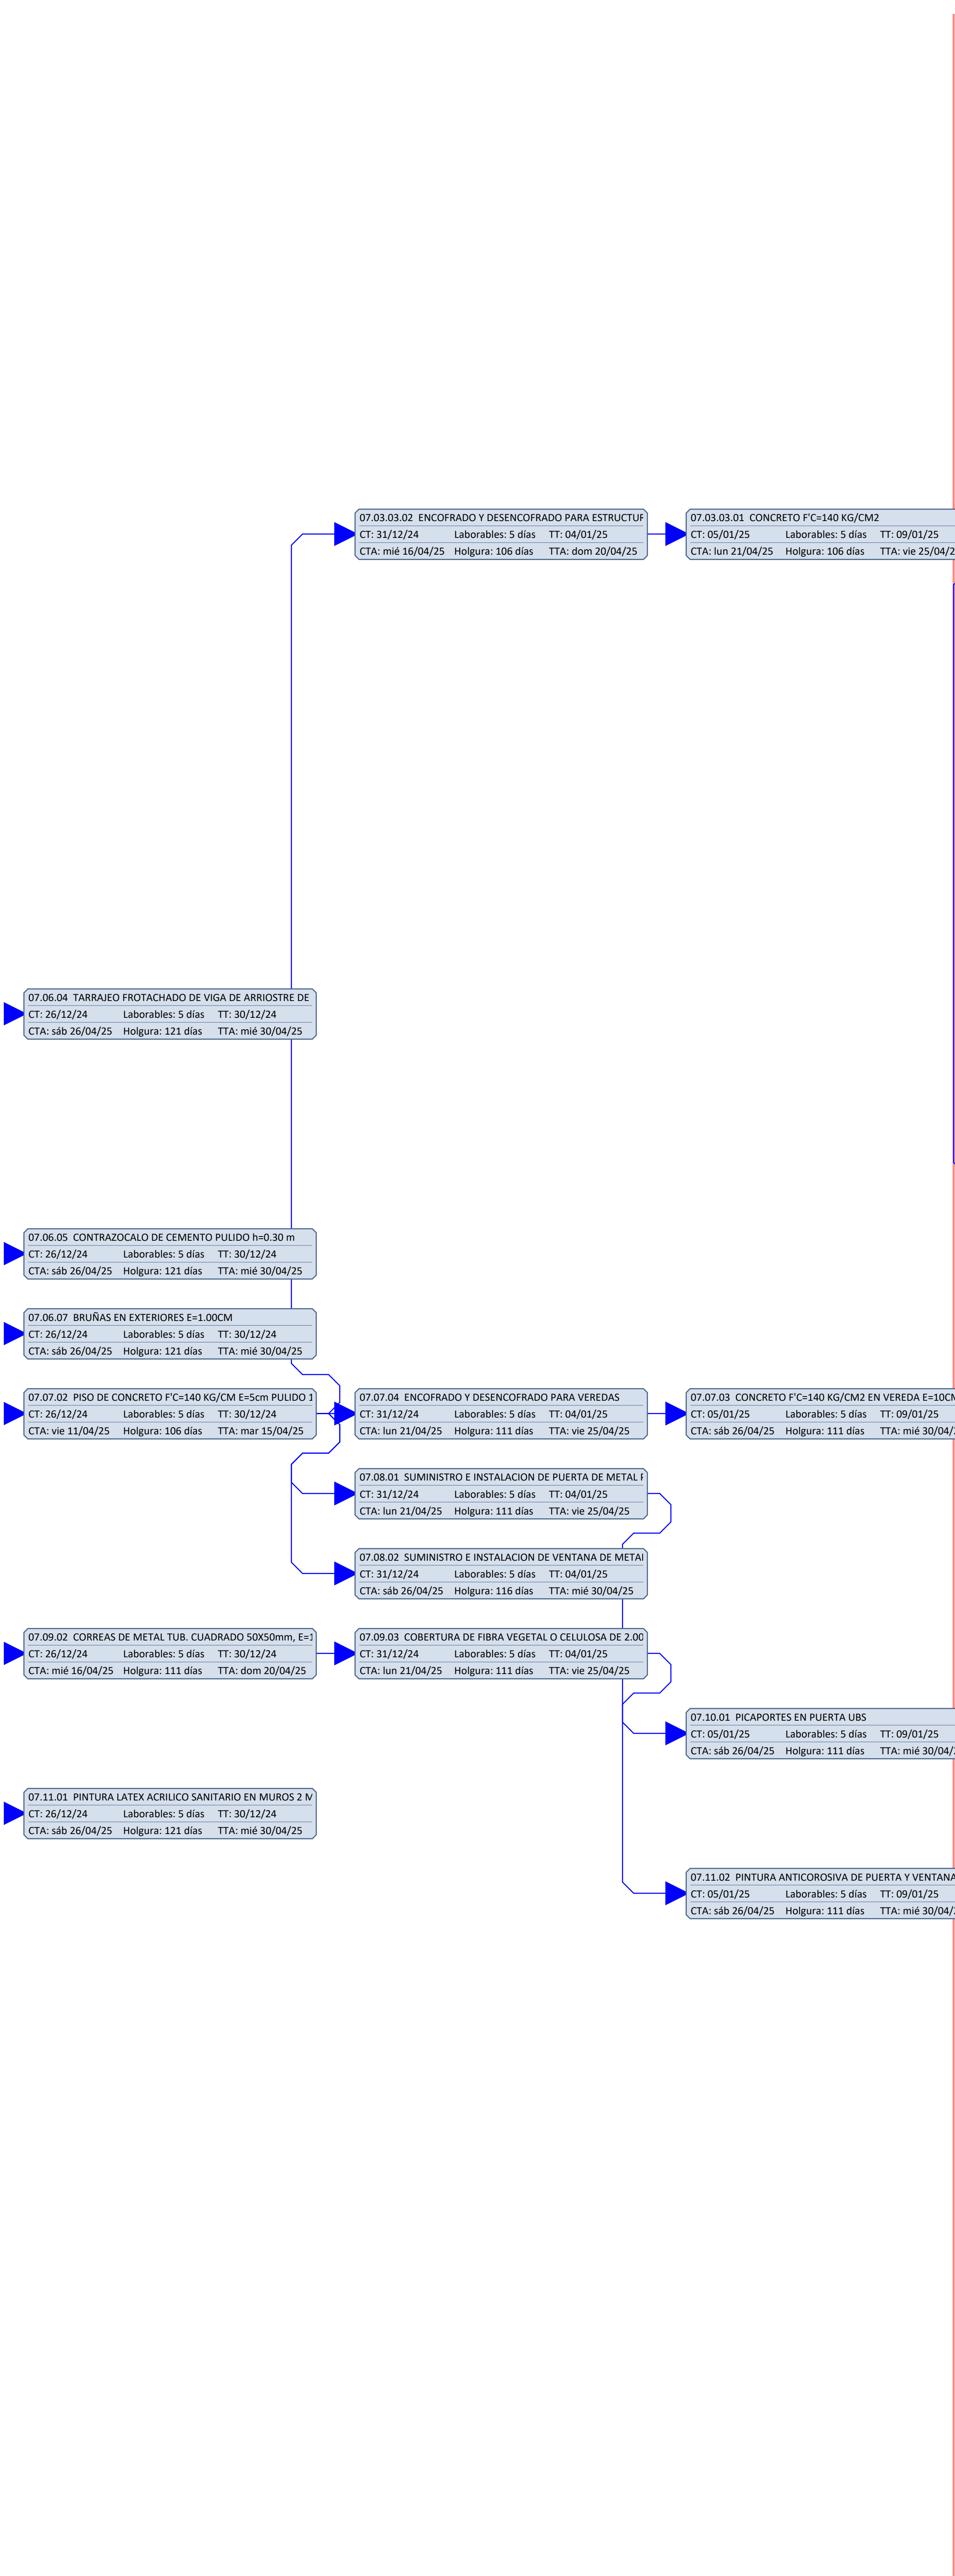 07.03.03.02 ENCOFRADO Y DESENCOFRADO PARA
CT: 31/12/24 Laborables: 5 días TT: 04/01/25
CTA: mié 16/04/25 Holgura: 106 días TTA: dom 20/04/25
07.03.03.01 CONCRETO F'C=140 KG/CM2
CT: 05/01/25 Laborables: 5 días TT: 09/01/25
CTA: lun 21/04/25 Holgura: 106 días TTA: vie 25/04/2
07.06.04 TARRAJEO FROTACHADO DE VIGA DE ARRIOSTRE DE
CT: 26/12/24 Laborables: 5 días TT: 30/12/24
CTA: sáb 26/04/25 Holgura: 121 días TTA: mié 30/04/25
07.06.05 CONTRAZOCALO DE CEMENTO PULIDO h=0.30 m
CT: 26/12/24 Laborables: 5 días TT: 30/12/24
CTA: sáb 26/04/25 Holgura: 121 días TTA: mié 30/04/25
07.06.07 BRUÑAS EN EXTERIORES E=1.00CM
CT: 26/12/24 Laborables: 5 días TT: 30/12/24
CTA: sáb 26/04/25 Holgura: 121 días TTA: mié 30/04/25
07.07.02 PISO DE CONCRETO F'C=140 KG/CM E=5cm PULIDO 1
CT: 26/12/24 Laborables: 5 días TT: 30/12/24
CTA: vie 11/04/25 Holgura: 106 días TTA: mar 15/04/25
07.07.04 ENCOFRADO Y DESENCOFRADO PARA VEREDAS
CT: 31/12/24 Laborables: 5 días TT: 04/01/25
CTA: lun 21/04/25 Holgura: 111 días TTA: vie 25/04/25
07.07.03 CONCRETO F'C=140 KG/CM2 EN VEREDA E=10CM
CT: 05/01/25 Laborables: 5 días TT: 09/01/25
CTA: sáb 26/04/25 Holgura: 111 días TTA: mié 30/04/
07.08.01 SUMINISTRO E INSTALACION DE PUERTA DE METAL
CT: 31/12/24 Laborables: 5 días TT: 04/01/25
CTA: lun 21/04/25 Holgura: 111 días TTA: vie 25/04/25
07.08.02 SUMINISTRO E INSTALACION DE VENTANA DE METAL
CT: 31/12/24 Laborables: 5 días TT: 04/01/25
CTA: sáb 26/04/25 Holgura: 116 días TTA: mié 30/04/25
07.09.02 CORREAS DE METAL TUB. CUADRADO 50X50mm, E=1
CT: 26/12/24 Laborables: 5 días TT: 30/12/24
CTA: mié 16/04/25 Holgura: 111 días TTA: dom 20/04/25
07.09.03 COBERTURA DE FIBRA VEGETAL O CELULOSA DE 2.00
CT: 31/12/24 Laborables: 5 días TT: 04/01/25
CTA: lun 21/04/25 Holgura: 111 días TTA: vie 25/04/25
07.10.01 PICAPORTES EN PUERTA UBS
CT: 05/01/25 Laborables: 5 días TT: 09/01/25
CTA: sáb 26/04/25 Holgura: 111 días TTA: mié 30/04/
07.11.01 PINTURA LATEX ACRILICO SANITARIO EN MUROS 2 M
CT: 26/12/24 Laborables: 5 días TT: 30/12/24
CTA: sáb 26/04/25 Holgura: 121 días TTA: mié 30/04/25
07.11.02 PINTURA ANTICOROSIVA DE PUERTA Y VENTANA
CT: 05/01/25 Laborables: 5 días TT: 09/01/25
CTA: sáb 26/04/25 Holgura: 111 días TTA: mié 30/04/